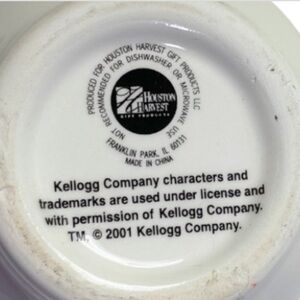 PRODUCED FOR HOUSTON HARVEST GIFT PRODUCTS LLC
NOT RECOMMENDED FOR DISHWASHER OR MICROWAVE USE
HOUSTON
HARVEST
GIFT PRODUCTS
FRANKLIN PARK, IL 60131
MADE IN CHINA
Kellogg Company characters and
trademarks are used under license and
with permission of Kellogg Company.
TM, © 2001 Kellogg Company.